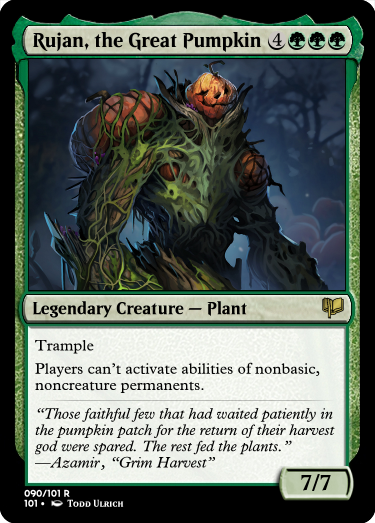 Rujan, the Great Pumpkin 4
Legendary Creature — Plant
Trample
Players can't activate abilities of nonbasic,
noncreature permanents.
“Those faithful few that had waited patiently in
the pumpkin patch for the return of their harvest
god were spared. The rest fed the plants.”
—Azamir, “Grim Harvest”
7/7
090/101 R
101 • Todd Ulrich